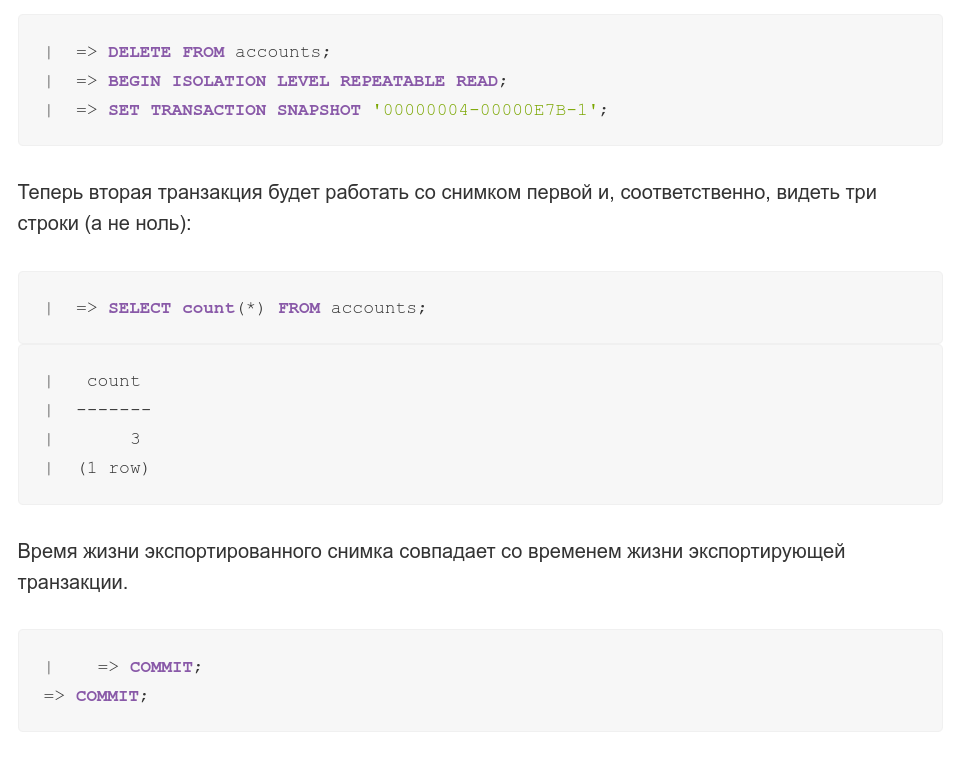 |  => DELETE FROM accounts;
|  => BEGIN ISOLATION LEVEL REPEATABLE READ;
|  => SET TRANSACTION SNAPSHOT '00000004-00000E7B-1';
Теперь вторая транзакция будет работать со снимком первой и, соответственно, видеть три
строки (а не ноль):
|  => SELECT count(*) FROM accounts;
|   count
|  -------
|       3
|  (1 row)
Время жизни экспортированного снимка совпадает со временем жизни экспортирующей
транзакции.
|    => COMMIT;
=> COMMIT;